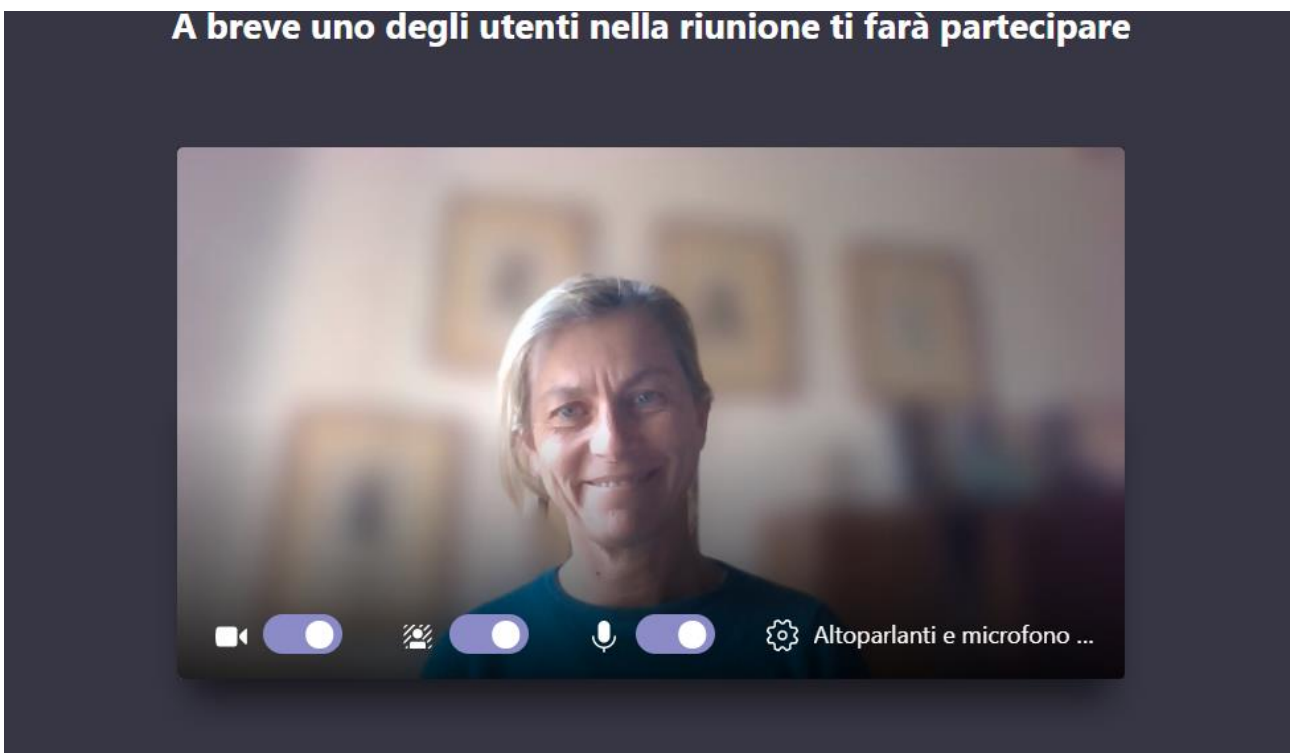 A breve uno degli utenti nella riunione ti farà partecipare
Altoparlanti e microfono ...